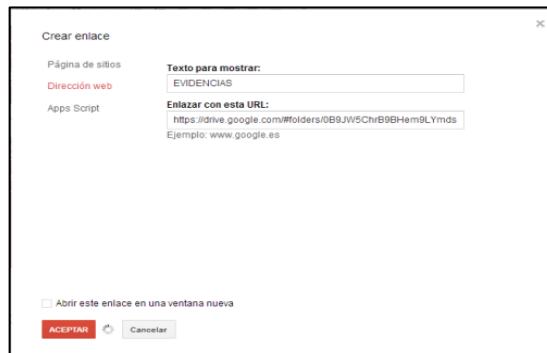 Crear enlace
×
Página de sitios
Dirección web
Apps Script
Texto para mostrar:
EVIDENCIAS
Enlazar con esta URL:
https://drive.google.com/#folders/0B9JW5ChrB9BHem9LYmds
Ejemplo: www.google.es
Abrir este enlace en una ventana nueva
ACEPTAR
Cancelar